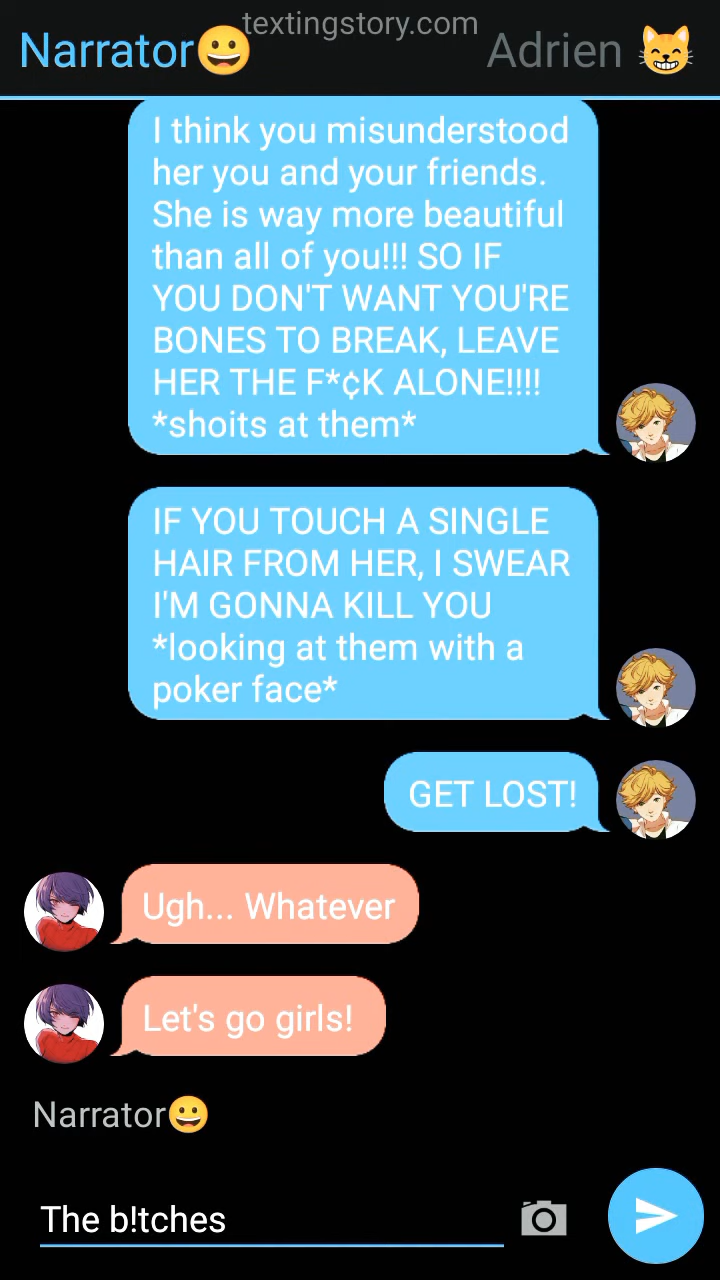 textingstory.com
Narrator😀
Adrien 😸
I think you misunderstood
her you and your friends.
She is way more beautiful
than all of you!!! SO IF
YOU DON'T WANT YOU'RE
BONES TO BREAK, LEAVE
HER THE F*¢K ALONE!!!!
*shoits at them*
IF YOU TOUCH A SINGLE
HAIR FROM HER, I SWEAR
I'M GONNA KILL YOU
*looking at them with a
poker face*
GET LOST!
Ugh... Whatever
Let's go girls!
Narrator😀
The b!tches